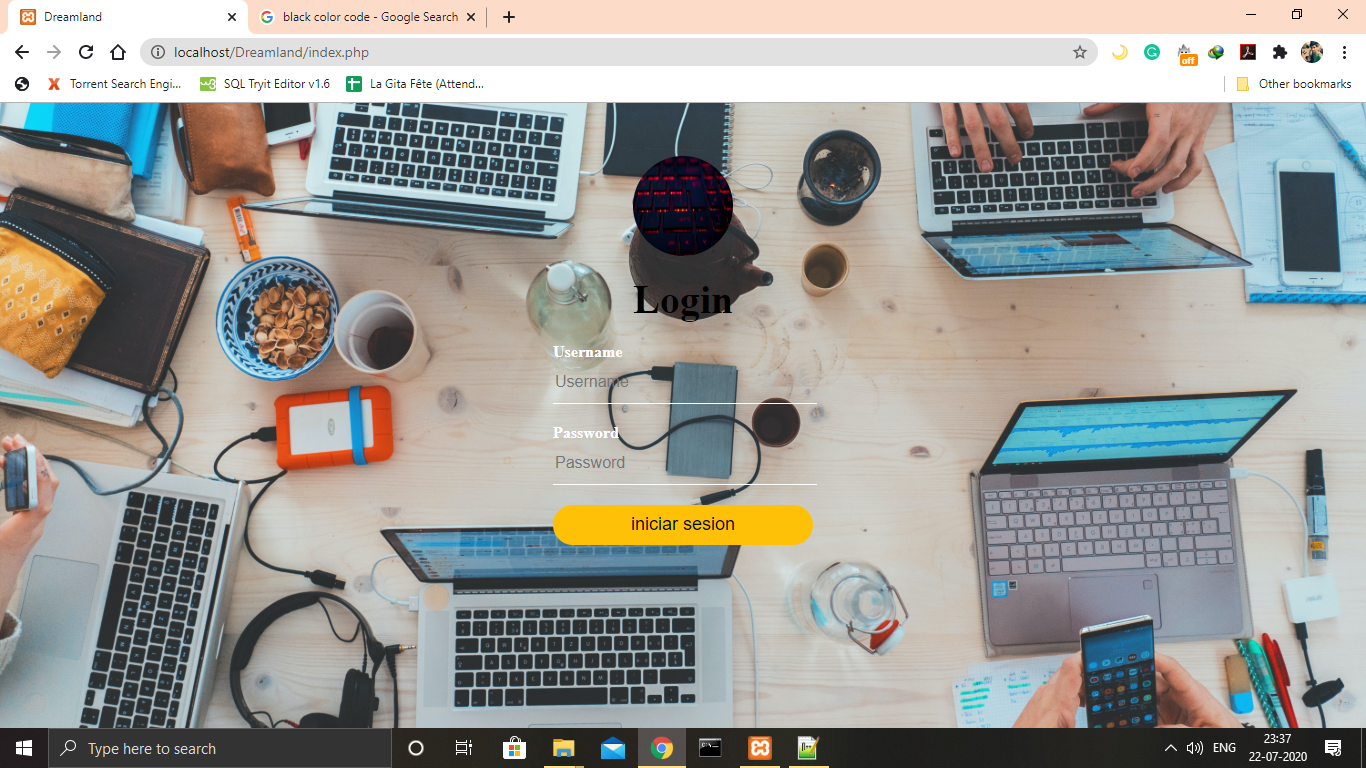 Dreamland
black color code - Google Search
localhost/Dreamland/index.php
off
Torrent Search Engi...
SQL Tryit Editor v1.6
La Gita Fête (Attend...
Other bookmarks
Login
Username
Username
Password
Password
iniciar sesion
Type here to search
ENG
23:37
22-07-2020